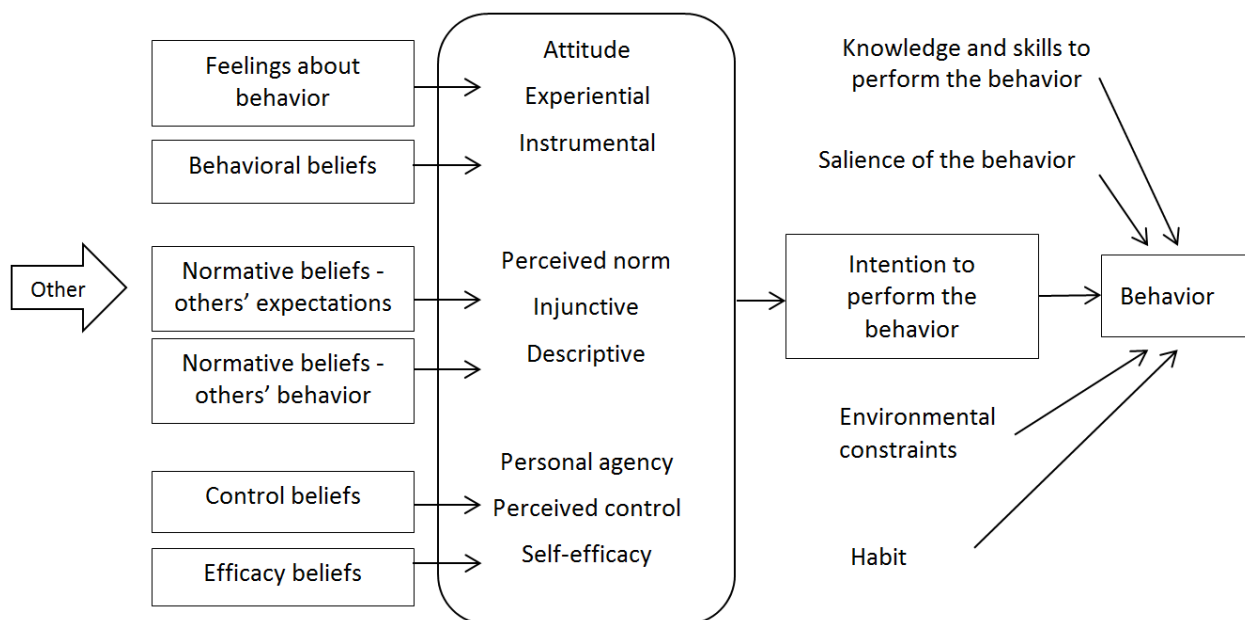 Other
Feelings about
behavior
Behavioral beliefs
Normative beliefs -
others’ expectations
Normative beliefs -
others’ behavior
Control beliefs
Efficacy beliefs
Attitude
Experiential
Instrumental
Perceived norm
Injunctive
Descriptive
Personal agency
Perceived control
Self-efficacy
Intention to
perform the
behavior
Knowledge and skills to
perform the behavior
Salience of the behavior
Behavior
Environmental
constraints
Habit